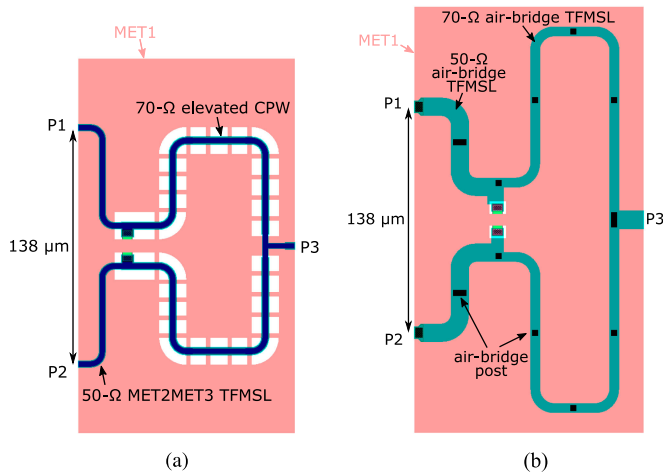 MET1
70-Ω elevated CPW
P1
138 µm
P3
P2
50-Ω MET2MET3 TFMSL
(a)
70-Ω air-bridge TFMSL
MET1
50-Ω
air-bridge
TFMSL
P1
138 µm
P3
P2
air-bridge
post
(b)